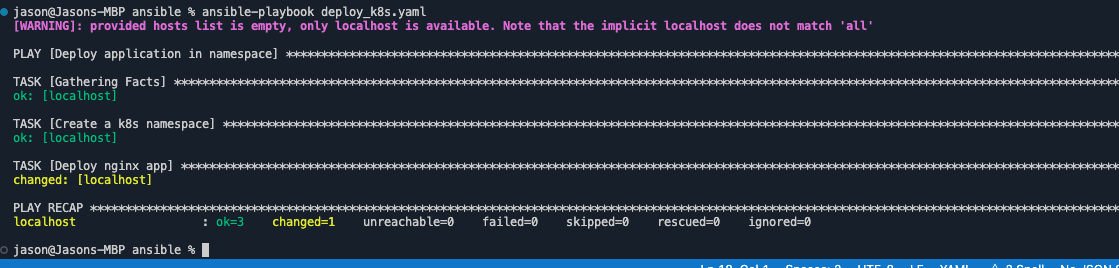 jason@Jasons-MBP ansible % ansible-playbook deploy_k8s.yaml
[WARNING]: provided hosts list is empty, only localhost is available. Note that the implicit localhost does not match 'all'
PLAY [Deploy application in namespace] ***********************************************************************************************************************
TASK [Gathering Facts] ***************************************************************************************************************************************
ok: [localhost]
TASK [Create a k8s namespace] ********************************************************************************************************************************
ok: [localhost]
TASK [Deploy nginx app] **************************************************************************************************************************************
changed: [localhost]
PLAY RECAP ***************************************************************************************************************************************************
localhost : ok=3 changed=1 unreachable=0 failed=0 skipped=0 rescued=0 ignored=0
jason@Jasons-MBP ansible %